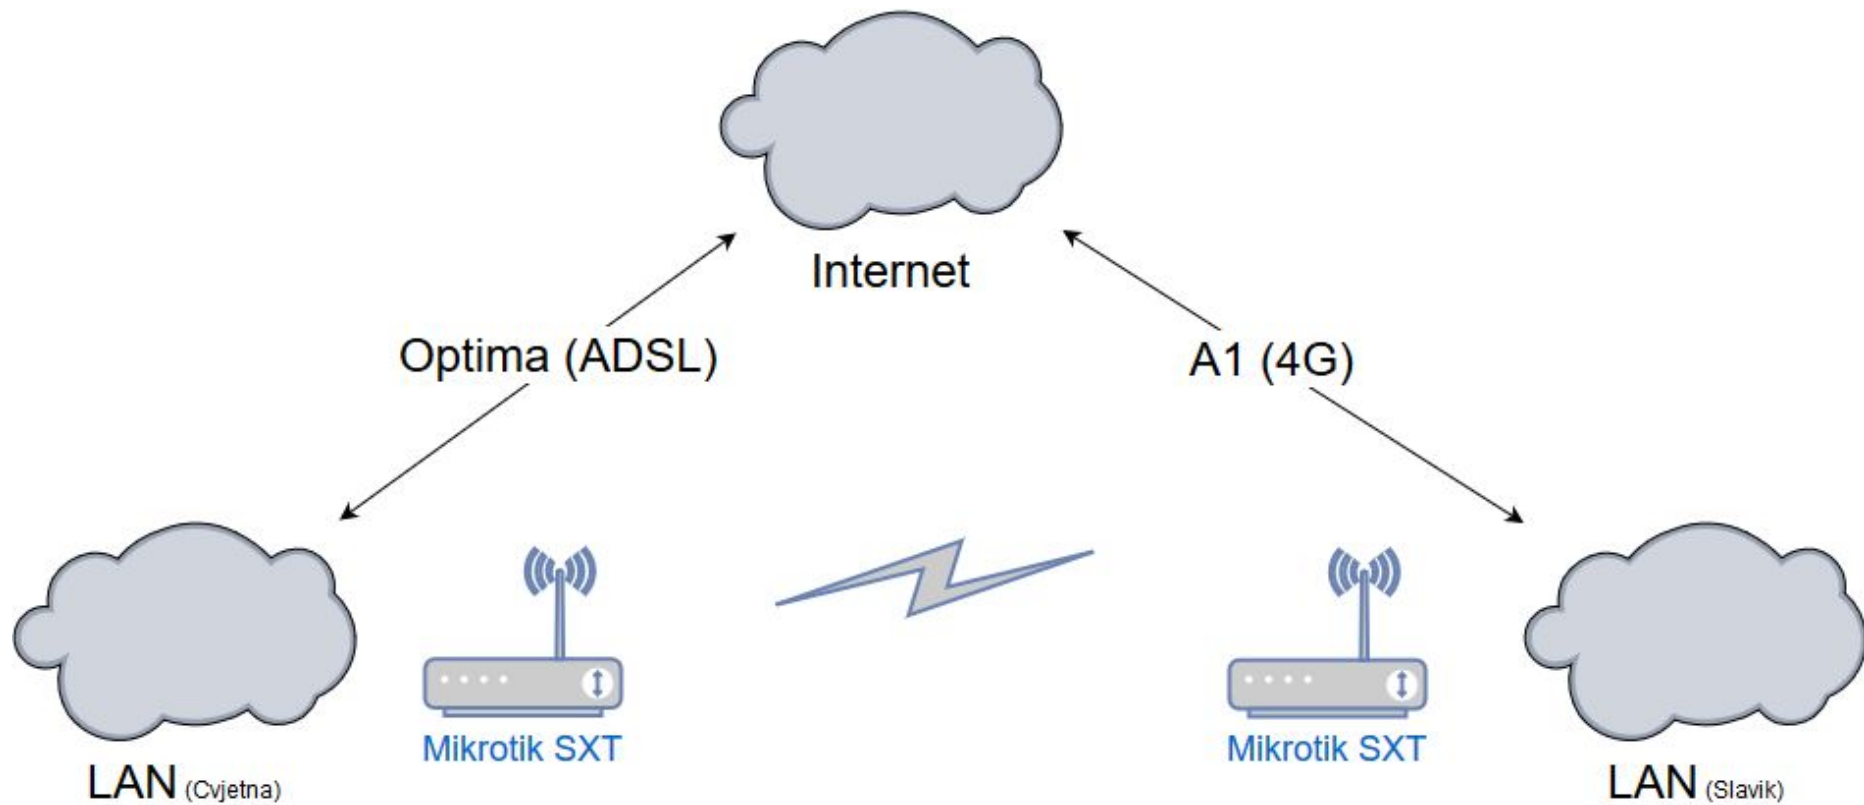 Internet
Optima (ADSL)
A1 (4G)
Mikrotik SXT
Mikrotik SXT
LAN (Cvjetna)
LAN (Slavik)